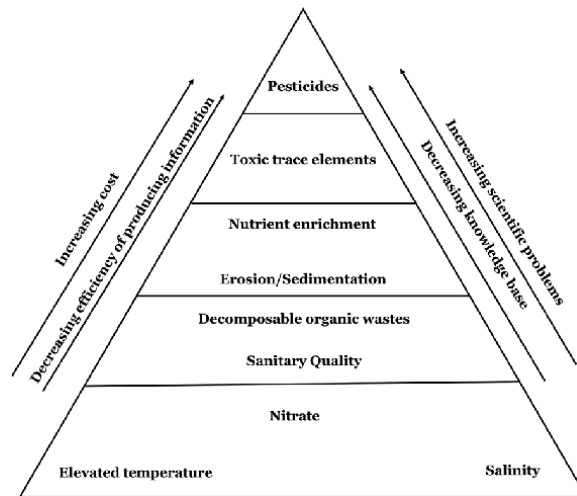 Pesticides
Toxic trace elements
Nutrient enrichment
Erosion/Sedimentation
Decomposable organic wastes
Sanitary Quality
Nitrate
Elevated temperature
Salinity
Increasing cost
Decreasing efficiency of producing information
Decreasing knowledge base
Increasing scientific problems